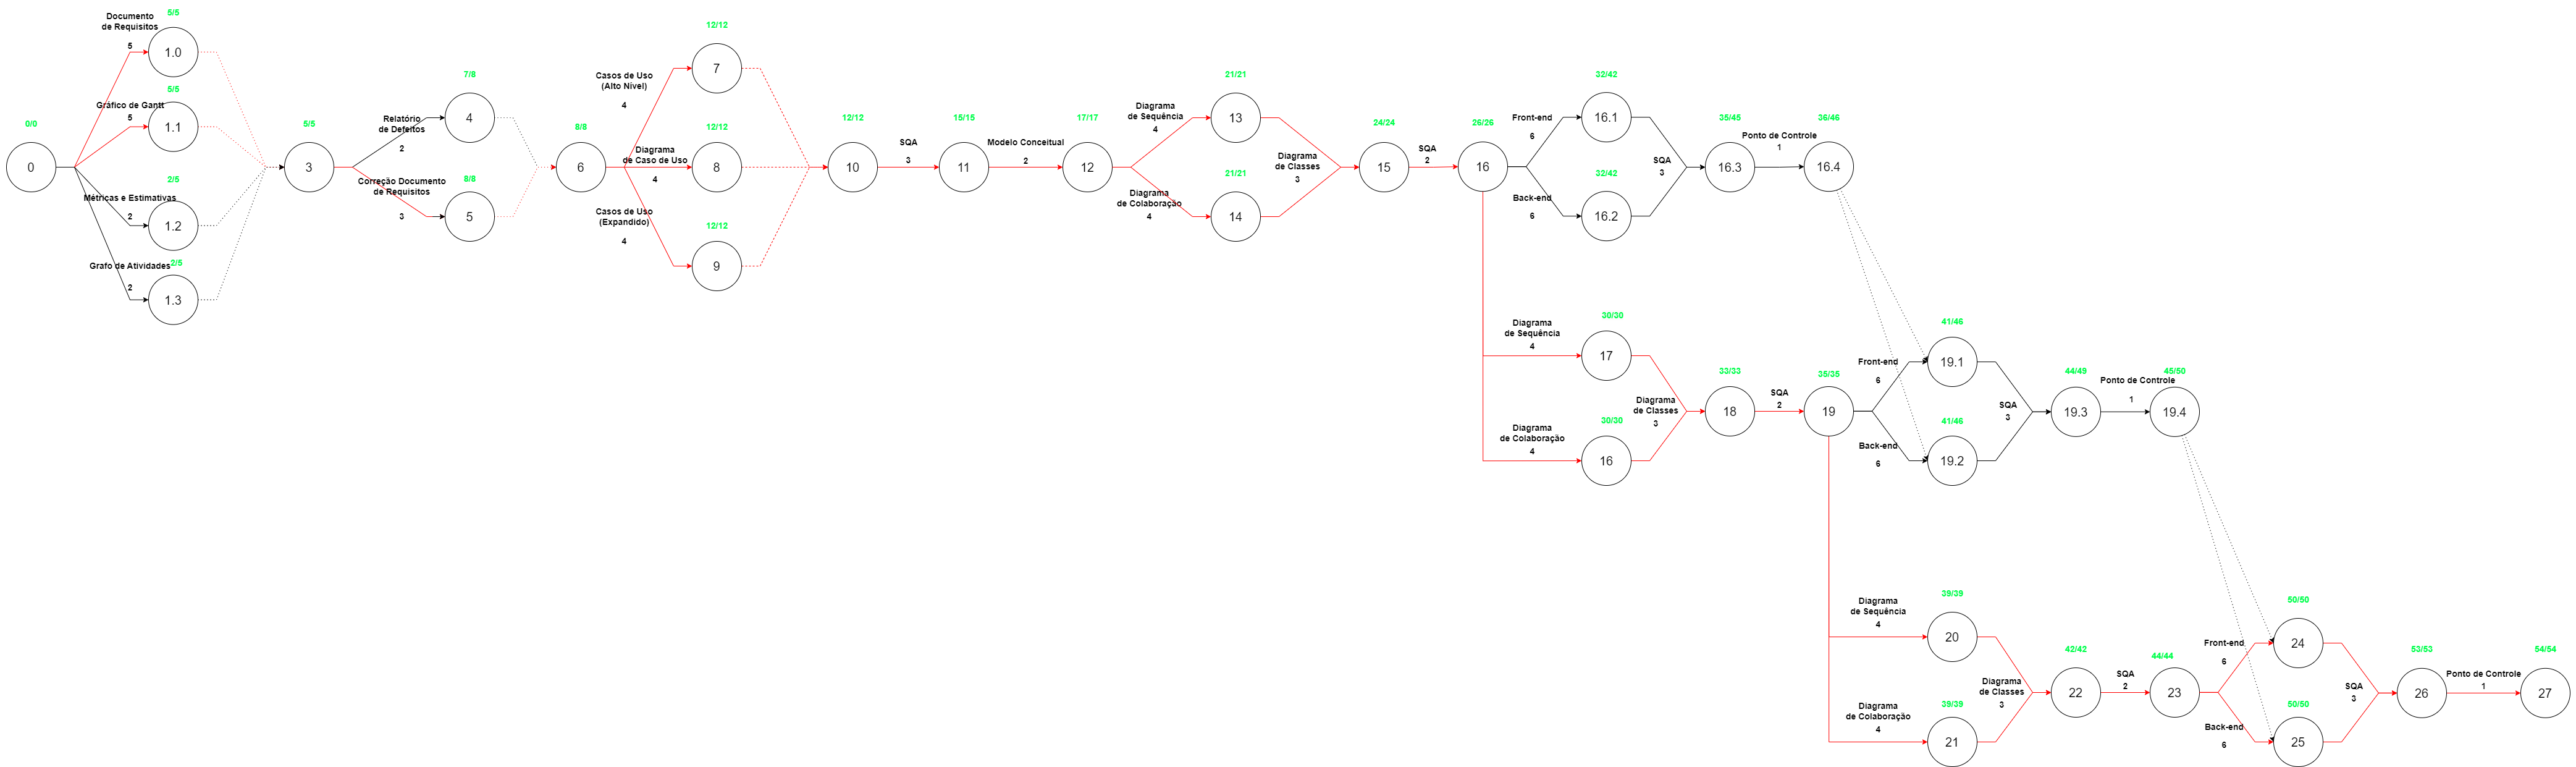 0/0
0
Documento
de Requisitos
5
5/5
1.0
Gráfico de Gantt
5
5/5
1.1
Métricas e Estimativas
2
2/5
1.2
Grafo de Atividades
2
2/5
1.3
5/5
3
Relatório
de Defeitos
2
7/8
4
Correção Documento
de Requisitos
3
8/8
5
8/8
6
Casos de Uso
(Alto Nível)
4
12/12
7
Diagrama
de Caso de Uso
4
12/12
8
Casos de Uso
(Expandido)
4
12/12
9
12/12
10
SQA
3
15/15
11
Modelo Conceitual
2
17/17
12
Diagrama
de Sequência
4
21/21
13
Diagrama
de Colaboração
4
21/21
14
Diagrama
de Classes
3
24/24
15
SQA
2
26/26
16
Front-end
6
32/42
16.1
Back-end
6
32/42
16.2
SQA
3
35/45
16.3
Ponto de Controle
1
36/46
16.4
Diagrama
de Sequência
4
30/30
17
Diagrama
de Colaboração
4
30/30
16
Diagrama
de Classes
3
33/33
18
SQA
2
35/35
19
Front-end
6
41/46
19.1
Back-end
6
41/46
19.2
SQA
3
44/49
19.3
Ponto de Controle
1
45/50
19.4
Diagrama
de Sequência
4
39/39
20
Diagrama
de Colaboração
4
39/39
21
Diagrama
de Classes
3
42/42
22
SQA
2
44/44
23
Front-end
6
50/50
24
Back-end
6
50/50
25
SQA
3
53/53
26
Ponto de Controle
1
54/54
27